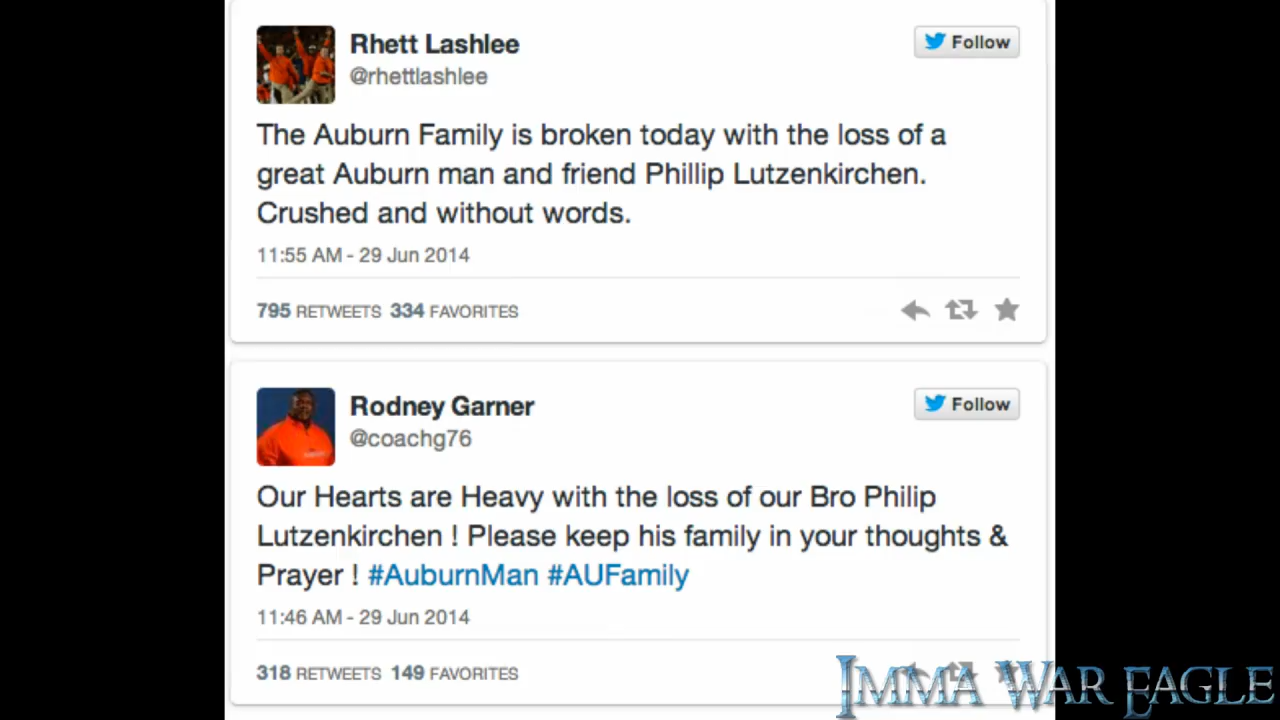 Rhett Lashlee
Follow
@rhettlashlee
The Auburn Family is broken today with the loss of a
great Auburn man and friend Phillip Lutzenkirchen.
Crushed and without words.
11:55 AM - 29 Jun 2014
795 RETWEETS 334 FAVORITES
Rodney Garner
Follow
@coachg76
Our Hearts are Heavy with the loss of our Bro Philip
Lutzenkirchen ! Please keep his family in your thoughts &
Prayer ! #AuburnMan #AUFamily
11:46 AM - 29 Jun 2014
318 RETWEETS 149 FAVORITES
IMMA WAR EAGLE